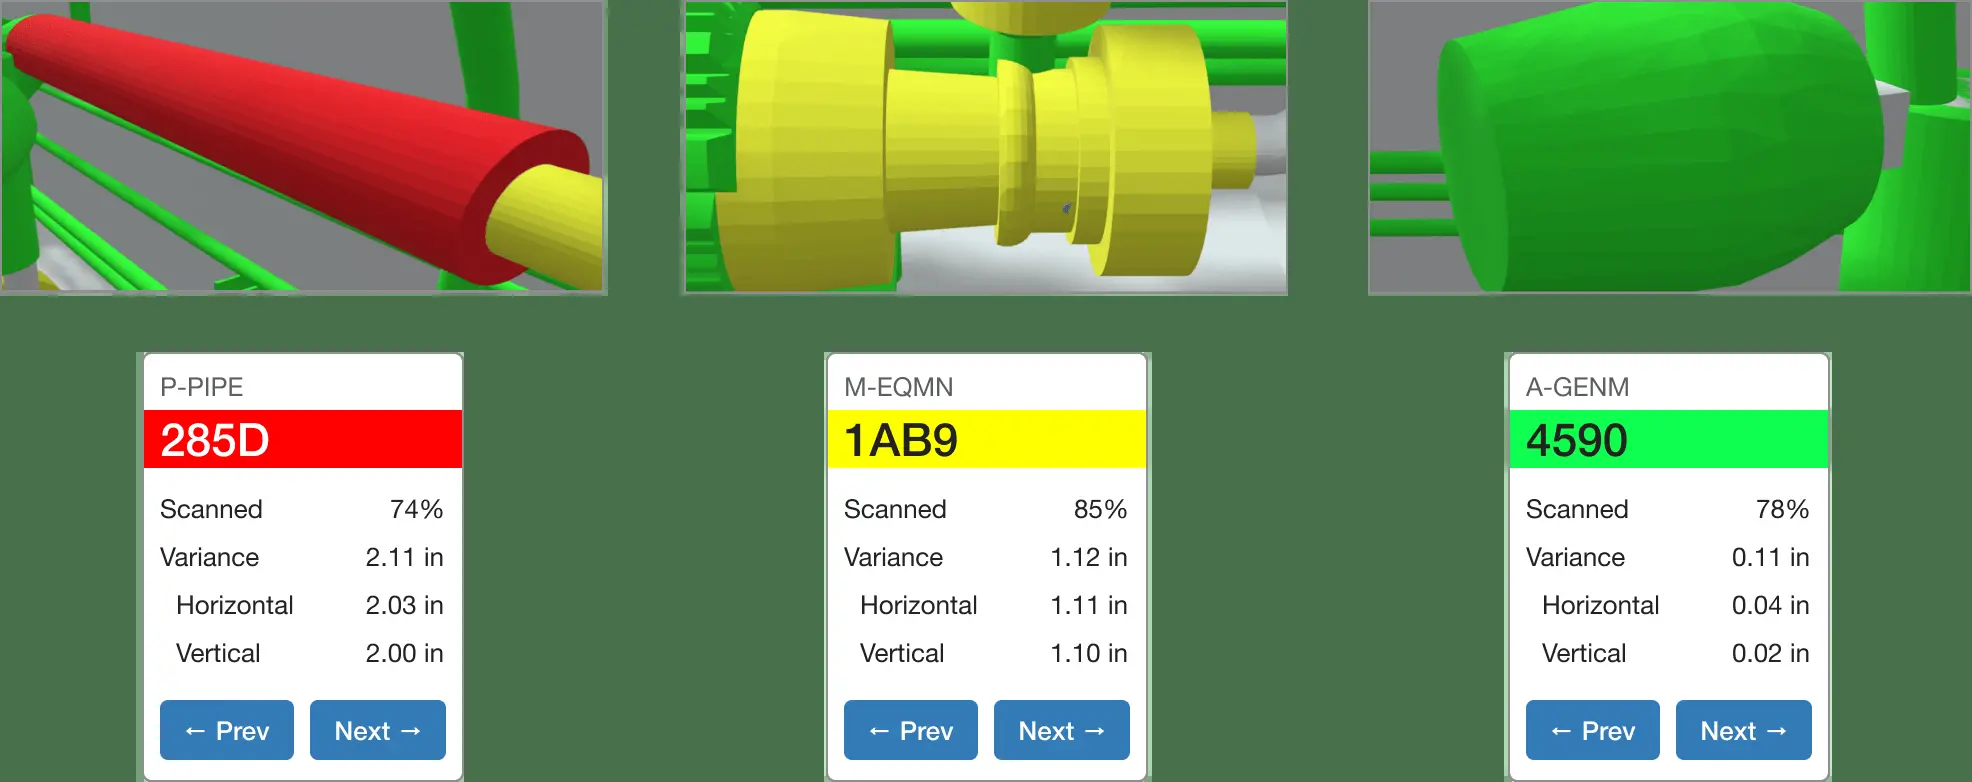 P-PIPE
285D
Scanned 74%
Variance 2.11 in
Horizontal 2.03 in
Vertical 2.00 in
← Prev Next →
M-EQMN
1AB9
Scanned 85%
Variance 1.12 in
Horizontal 1.11 in
Vertical 1.10 in
← Prev Next →
A-GENM
4590
Scanned 78%
Variance 0.11 in
Horizontal 0.04 in
Vertical 0.02 in
← Prev Next →